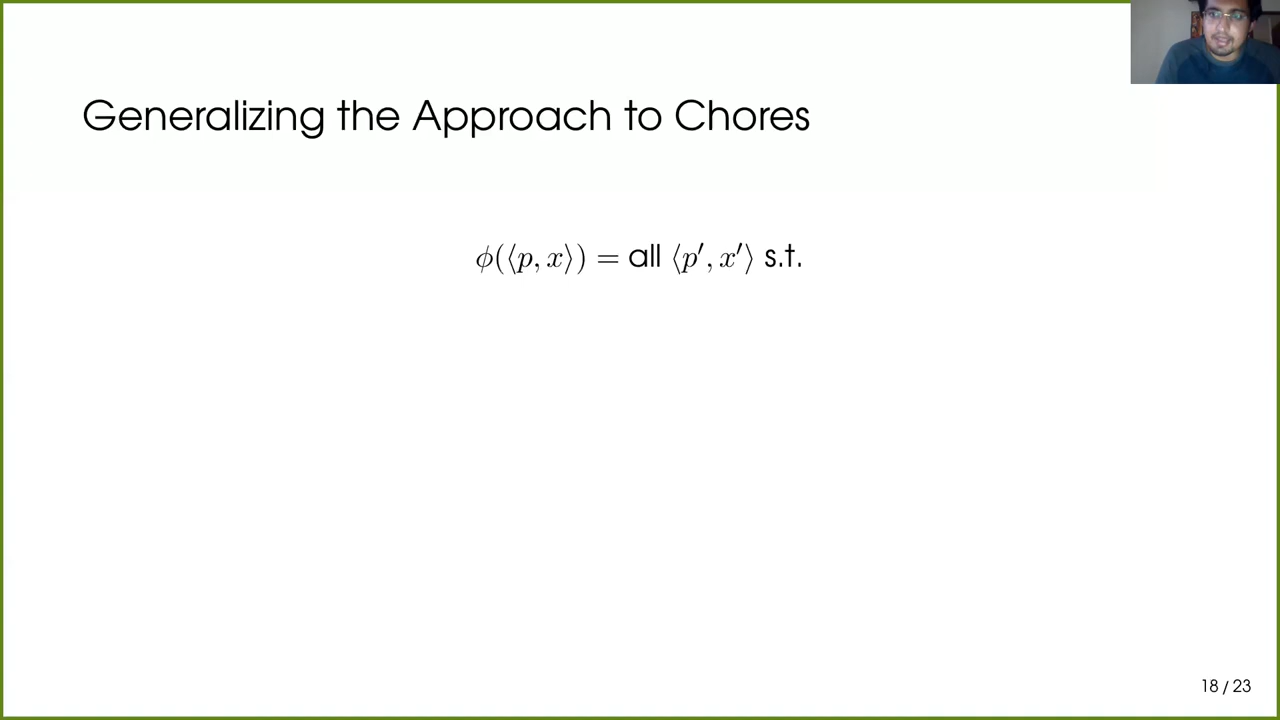 Generalizing the Approach to Chores
ϕ(⟨p, x⟩) = all ⟨p′, x′⟩ s.t.
18 / 23